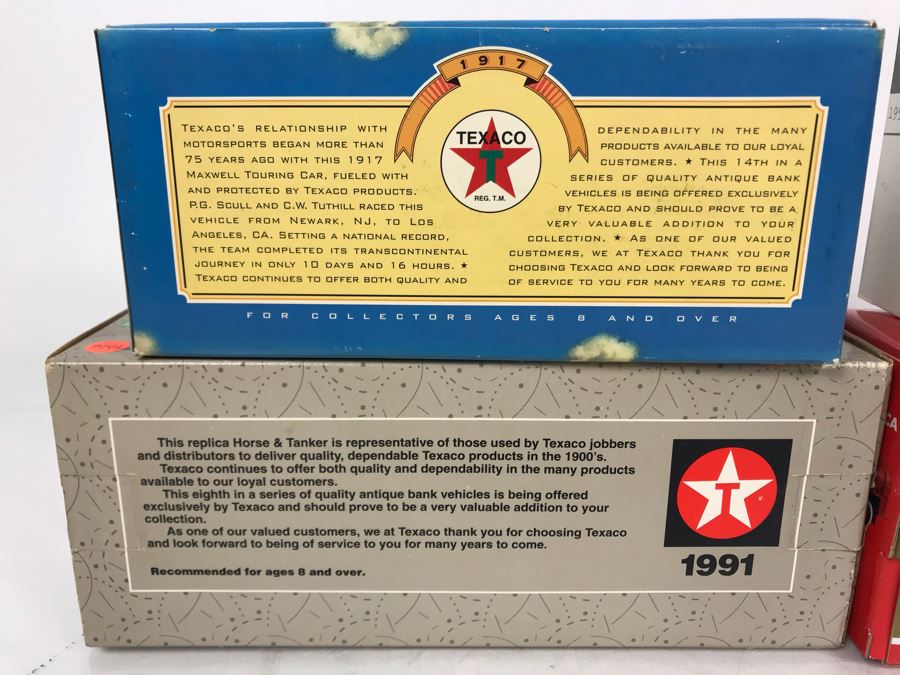 1917
TEXACO'S RELATIONSHIP WITH
MOTORSPORTS BEGAN MORE THAN
75 YEARS AGO WITH THIS 1917
MAXWELL TOURING CAR, FUELED WITH
AND PROTECTED BY TEXACO PRODUCTS.
P.G. SCULL AND C.W. TUTHILL RACED THIS
VEHICLE FROM NEWARK, NJ, TO LOS
ANGELES, CA. SETTING A NATIONAL RECORD,
THE TEAM COMPLETED ITS TRANSCONTINENTAL
JOURNEY IN ONLY 10 DAYS AND 16 HOURS. ★
TEXACO CONTINUES TO OFFER BOTH QUALITY AND
TEXACO
T
REG. T.M.
DEPENDABILITY IN THE MANY
PRODUCTS AVAILABLE TO OUR LOYAL
CUSTOMERS. ★ THIS 14TH IN A
SERIES OF QUALITY ANTIQUE BANK
VEHICLES IS BEING OFFERED EXCLUSIVELY
BY TEXACO AND SHOULD PROVE TO BE A
VERY VALUABLE ADDITION TO YOUR
COLLECTION. ★ AS ONE OF OUR VALUED
CUSTOMERS, WE AT TEXACO THANK YOU FOR
CHOOSING TEXACO AND LOOK FORWARD TO BEING
OF SERVICE TO YOU FOR MANY YEARS TO COME.
FOR COLLECTORS AGES 8 AND OVER
This replica Horse & Tanker is representative of those used by Texaco jobbers
and distributors to deliver quality, dependable Texaco products in the 1900's.
Texaco continues to offer both quality and dependability in the many products
available to our loyal customers.
This eighth in a series of quality antique bank vehicles is being offered
exclusively by Texaco and should prove to be a very valuable addition to your
collection.
As one of our valued customers, we at Texaco thank you for choosing Texaco
and look forward to being of service to you for many years to come.
Recommended for ages 8 and over.
T
1991
CA